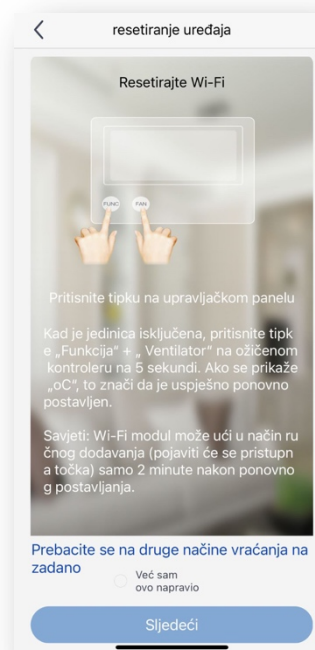 resetiranje uređaja
Resetirajte Wi-Fi
FUNC FAN
Pritisnite tipku na upravljačkom panelu
Kad je jedinica isključena, pritisnite tipk
e „Funkcija" + „ Ventilator" na ožičenom
kontroleru na 5 sekundi. Ako se prikaže
„oC", to znači da je uspješno ponovno
postavljen.
Savjeti: Wi-Fi modul može ući u način ru
čnog dodavanja (pojaviti će se pristupn
a točka) samo 2 minute nakon ponovno
g postavljanja.
Prebacite se na druge načine vraćanja na
zadano
Već sam
ovo napravio
Sljedeći